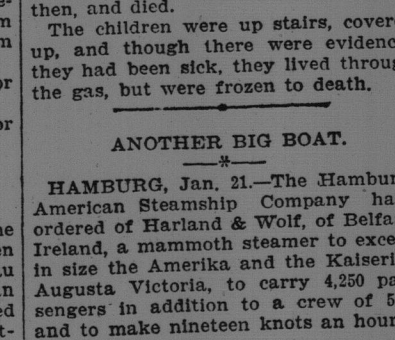 then, and died.
The children were up stairs, cover
up, and though there were evidenc
they had been sick, they lived throug
the gas, but were frozen to death.
ANOTHER BIG BOAT.
HAMBURG, Jan. 21.—The Hambur
American Steamship Company ha
ordered of Harland & Wolf, of Belfa
Ireland, a mammoth steamer to exce
in size the Amerika and the Kaiseri
Augusta Victoria, to carry 4,250 pa
sengers in addition to a crew of 5
and to make nineteen knots an hour